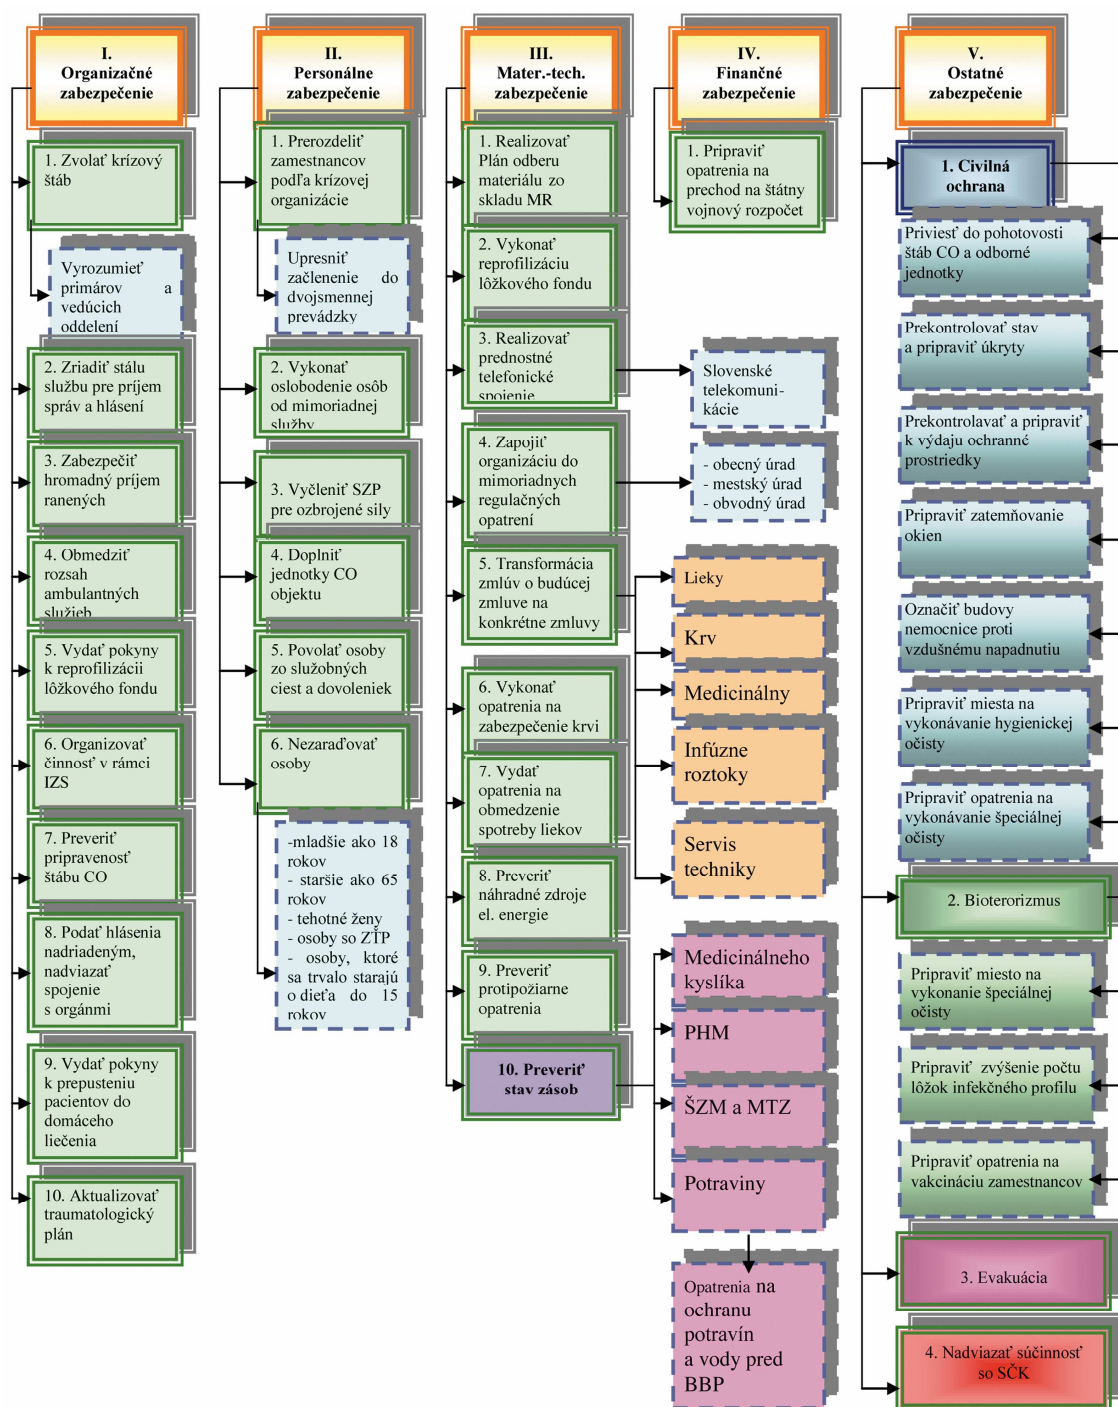 I.
Organizačné
zabezpečenie
1. Zvolať krízový
štáb
Vyrozumieť
primárov a
vedúcich
oddelení
2. Zriadiť stálu
službu pre príjem
správ a hlásení
3. Zabezpečiť
hromadný príjem
ranených
4. Obmedziť
rozsah
ambulantných
služieb
5. Vydať pokyny
k reprofilizácii
lôžkového fondu
6. Organizovať
činnosť v rámci
IZS
7. Preveriť
pripravenosť
štábu CO
8. Podať hlásenia
nadriadeným,
nadviazať
spojenie
s orgánmi
9. Vydať pokyny
k prepusteniu
pacientov do
domáceho
liečenia
10. Aktualizovať
traumatologický
plán
II.
Personálne
zabezpečenie
1. Prerozdeliť
zamestnancov
podľa krízovej
organizácie
Upresniť
začlenenie do
dvojsmennej
prevádzky
2. Vykonať
oslobodenie osôb
od mimoriadnej
služby
3. Vyčleniť SZP
pre ozbrojené sily
4. Doplniť
jednotky CO
objektu
5. Povolať osoby
zo služobných
ciest a dovoleniek
6. Nezaraďovať
osoby
-mladšie ako 18
rokov
- staršie ako 65
rokov
- tehotné ženy
- osoby so ZŤP
- osoby, ktoré
sa trvalo starajú
o dieťa do 15
rokov
III.
Mater.-tech.
zabezpečenie
1. Realizovať
Plán odberu
materiálu zo
skladu MR
2. Vykonať
reprofilizáciu
lôžkového fondu
3. Realizovať
prednostné
telefonické
spojenie
4. Zapojiť
organizáciu do
mimoriadnych
regulačných
opatrení
5. Transformácia
zmlúv o budúcej
zmluve na
konkrétne zmluvy
6. Vykonať
opatrenia na
zabezpečenie krvi
7. Vydať
opatrenia na
obmedzenie
spotreby liekov
8. Preveriť
náhradné zdroje
el. energie
9. Preveriť
protipožiarne
opatrenia
10. Preveriť
stav zásob
IV.
Finančné
zabezpečenie
1. Pripraviť
opatrenia na
prechod na štátny
vojnový rozpočet
Slovenské
telekomuni-
kácie
- obecný úrad
- mestský úrad
- obvodný úrad
Lieky
Krv
Medicinálny
Infúzne
roztoky
Servis
techniky
Medicinálneho
kyslíka
PHM
ŠZM a MTZ
Potraviny
Opatrenia na
ochranu
potravín
a vody pred
BBP
V.
Ostatné
zabezpečenie
1. Civilná
ochrana
Priviesť do pohotovosti
štáb CO a odborné
jednotky
Prekontrolovať stav
a pripraviť úkryty
Prekontrolavať a pripraviť
k výdaju ochranné
prostriedky
Pripraviť zatemňovanie
okien
Označiť budovy
nemocnice proti
vzdušnému napadnutiu
Pripraviť miesta na
vykonávanie hygienickej
očisty
Pripraviť opatrenia na
vykonávanie špeciálnej
očisty
2. Bioterorizmus
Pripraviť miesto na
vykonanie špeciálnej
očisty
Pripraviť zvýšenie počtu
lôžok infekčného profilu
Pripraviť opatrenia na
vakcináciu zamestnancov
3. Evakuácia
4. Nadviazať súčinnosť
so SČK